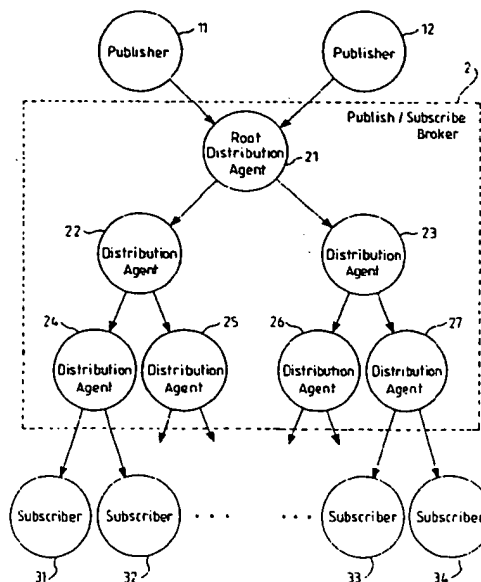 11
12
Publisher
Publisher
2
Publish / Subscribe
Broker
Root
Distribution
Agent
21
22
23
Distribution
Agent
Distribution
Agent
24
25
26
27
Distribution
Agent
Distribution
Agent
Distribution
Agent
Distribution
Agent
Subscriber
Subscriber
Subscriber
Subscriber
31
32
33
34